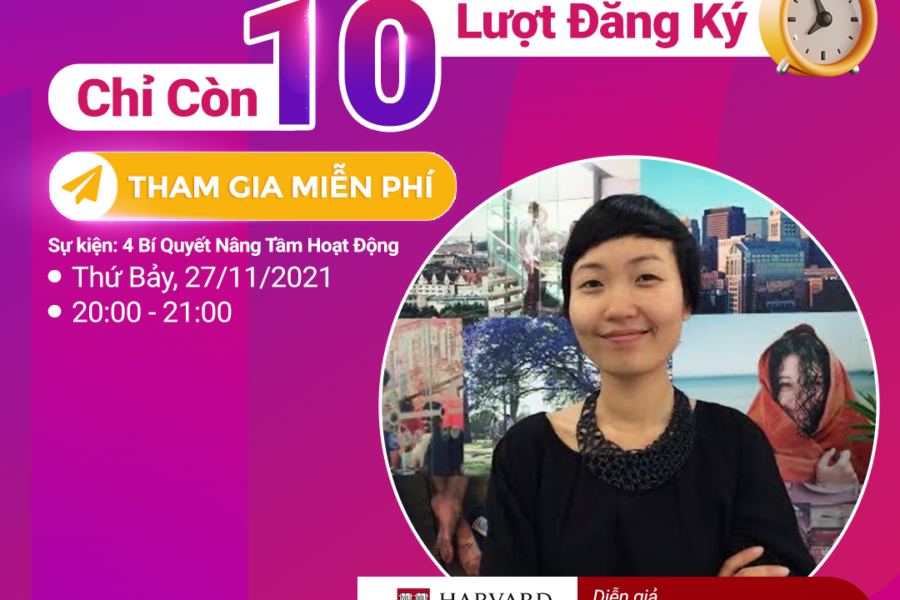 Lượt Đăng Ký
Chỉ Còn 10
THAM GIA MIỄN PHÍ
Sự kiện: 4 Bí Quyết Nâng Tầm Hoạt Động
Thứ Bảy, 27/11/2021
20:00 - 21:00
HARVARD
Diễn giả